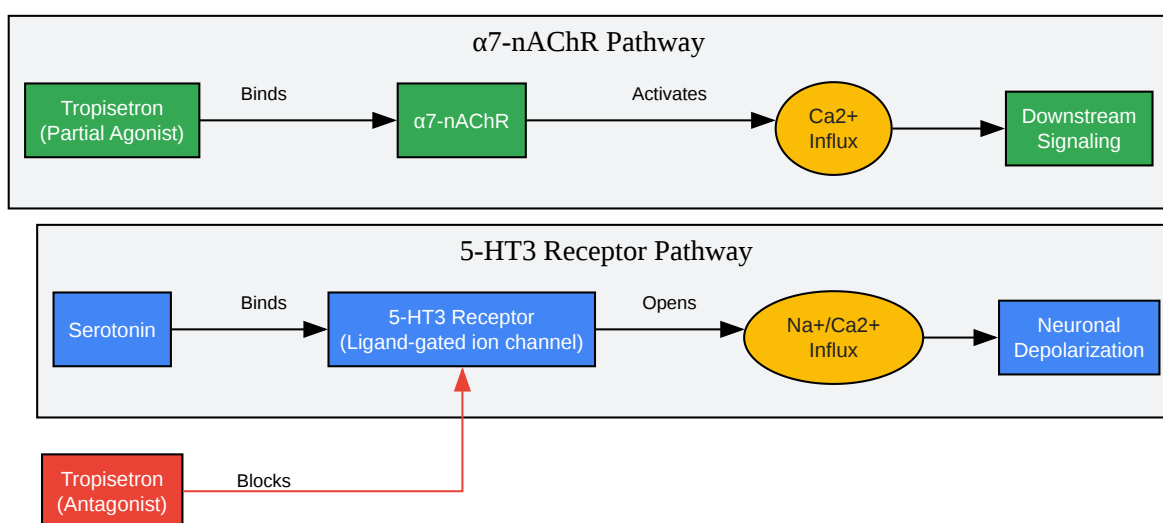 α7-nAChR Pathway
Binds
Activates
Tropisetron
(Partial Agonist)
α7-nAChR
Ca2+
Influx
Downstream
Signaling
5-HT3 Receptor Pathway
Binds
Opens
Serotonin
5-HT3 Receptor
(Ligand-gated ion channel)
Na+/Ca2+
Influx
Neuronal
Depolarization
Tropisetron
(Antagonist)
Blocks